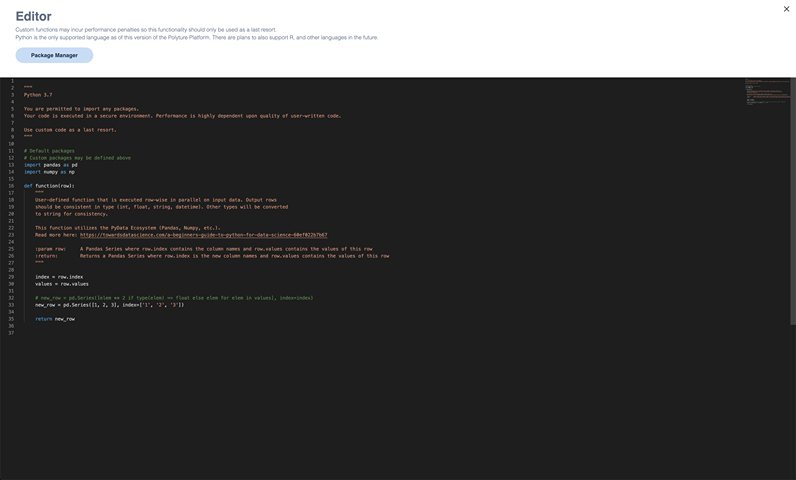 Editor
Custom functions may incur performance penalties so this functionality should only be used as a last resort.
Python is the only supported language as of this version of the Polyture Platform. There are plans to also support R, and other languages in the future.
Package Manager
1
2 """
3 Python 3.7
4
5 You are permitted to import any packages.
6 Your code is executed in a secure environment. Performance is highly dependent upon quality of user-written code.
7
8 Use custom code as a last resort.
9 """
10
11 # Default packages
12 # Custom packages may be defined above
13 import pandas as pd
14 import numpy as np
15
16 def function(row):
17 """
18 User-defined function that is executed row-wise in parallel on input data. Output rows
19 should be consistent in type (int, float, string, datetime). Other types will be converted
20 to string for consistency.
21
22 This function utilizes the PyData Ecosystem (Pandas, Numpy, etc.).
23 Read more here: https://towardsdatascience.com/a-beginners-guide-to-python-for-data-science-60ef022b7b67
24
25 :param row: A Pandas Series where row.index contains the column names and row.values contains the values of this row
26 :return: Returns a Pandas Series where row.index is the new column names and row.values contains the values of this row
27 """
28
29 index = row.index
30 values = row.values
31
32 # new_row = pd.Series([elem ** 2 if type(elem) == float else elem for elem in values], index=index)
33 new_row = pd.Series([1, 2, 3], index=['1', '2', '3'])
34
35 return new_row
36
37